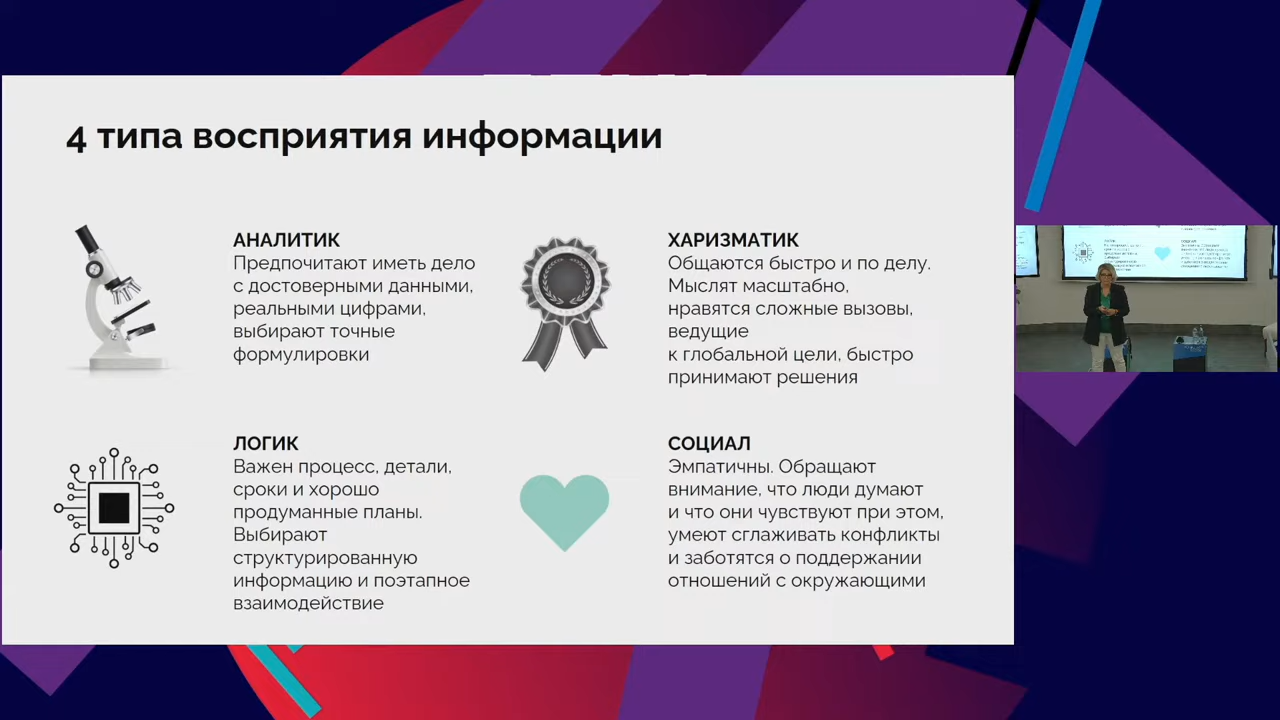 4 типа восприятия информации
АНАЛИТИК
Предпочитают иметь дело
с достоверными данными,
реальными цифрами,
выбирают точные
формулировки
ХАРИЗМАТИК
Общаются быстро и по делу.
Мыслят масштабно,
нравятся сложные вызовы,
ведущие
к глобальной цели, быстро
принимают решения
ЛОГИК
Важен процесс, детали,
сроки и хорошо
продуманные планы.
Выбирают
структурированную
информацию и поэтапное
взаимодействие
СОЦИАЛ
Эмпатичны. Обращают
внимание, что люди думают
и что они чувствуют при этом,
умеют сглаживать конфликты
и заботятся о поддержании
отношений с окружающими